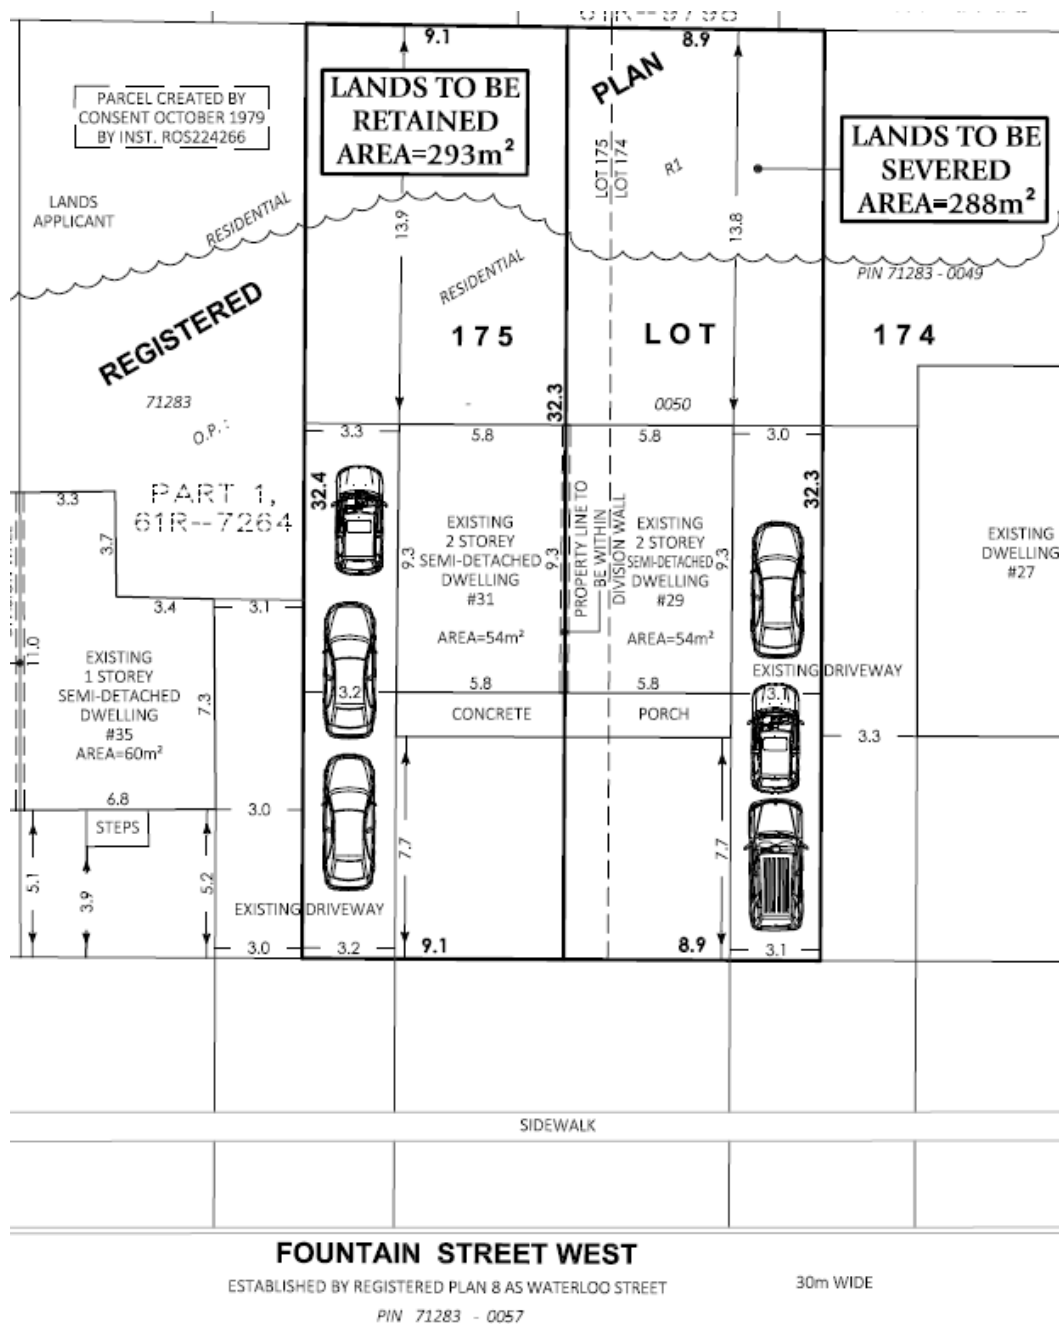 61R--9798
9.1
8.9
PLAN
PARCEL CREATED BY
CONSENT OCTOBER 1979
BY INST. ROS224266
LANDS TO BE
RETAINED
AREA=293m²
LOT 175
LOT 174
R1
LANDS TO BE
SEVERED
AREA=288m²
LANDS
APPLICANT
RESIDENTIAL
13.9
13.8
RESIDENTIAL
PIN 71283 - 0049
REGISTERED
175
LOT
174
71283
-
0050
O.P.:
32.3
3.3
5.8
5.8
3.0
PART 1,
61R--7264
32.4
32.3
3.3
3.7
EXISTING
2 STOREY
SEMI-DETACHED
DWELLING
#31
AREA=54m²
9.3
9.3
PROPERTY LINE TO
BE WITHIN
DIVISION WALL
EXISTING
2 STOREY
SEMI-DETACHED
DWELLING
#29
AREA=54m²
9.3
EXISTING
DWELLING
#27
3.4
3.1
11.0
EXISTING
1 STOREY
SEMI-DETACHED
DWELLING
#35
AREA=60m²
7.3
EXISTING DRIVEWAY
3.2
5.8
5.8
3.1
CONCRETE
PORCH
3.3
6.8
3.0
STEPS
5.1
3.9
5.2
7.7
7.7
EXISTING DRIVEWAY
3.0
3.2
9.1
8.9
3.1
SIDEWALK
FOUNTAIN STREET WEST
ESTABLISHED BY REGISTERED PLAN 8 AS WATERLOO STREET
30m WIDE
PIN 71283 - 0057